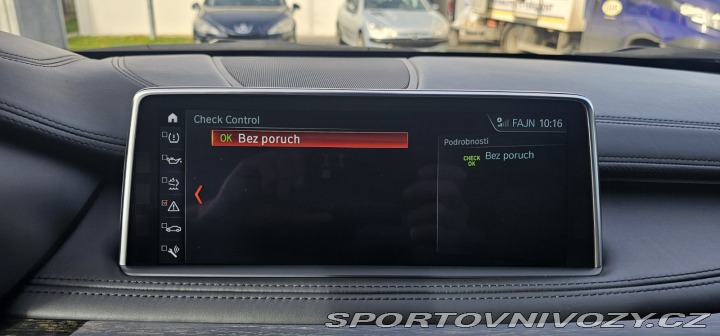 Check Control
FAJN 10:16
OK Bez poruch
Podrobnosti
CHECK OK Bez poruch
SPORTOVNIVOZY.CZ